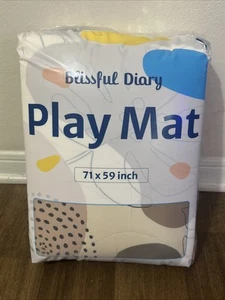 Blissful Diary
Play Mat
71 x 59 inch